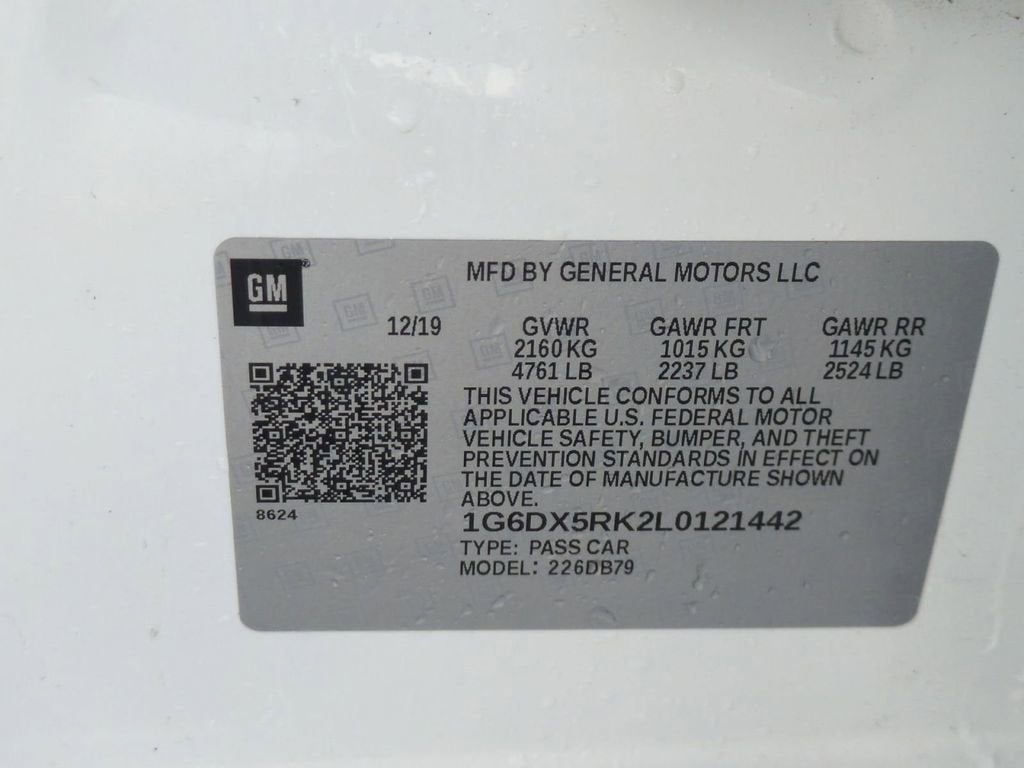 GM
MFD BY GENERAL MOTORS LLC
12/19 GVWR GAWR FRT GAWR RR
2160 KG 1015 KG 1145 KG
4761 LB 2237 LB 2524 LB
THIS VEHICLE CONFORMS TO ALL
APPLICABLE U.S. FEDERAL MOTOR
VEHICLE SAFETY, BUMPER, AND THEFT
PREVENTION STANDARDS IN EFFECT ON
THE DATE OF MANUFACTURE SHOWN
ABOVE.
8624
1G6DX5RK2L0121442
TYPE: PASS CAR
MODEL: 226DB79